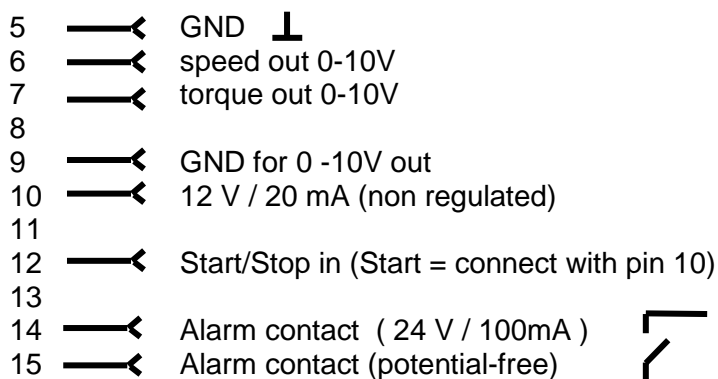 5 GND
6 speed out 0-10V
7 torque out 0-10V
8
9 GND for 0 -10V out
10 12 V / 20 mA (non regulated)
11
12 Start/Stop in (Start = connect with pin 10)
13
14 Alarm contact ( 24 V / 100mA )
15 Alarm contact (potential-free)